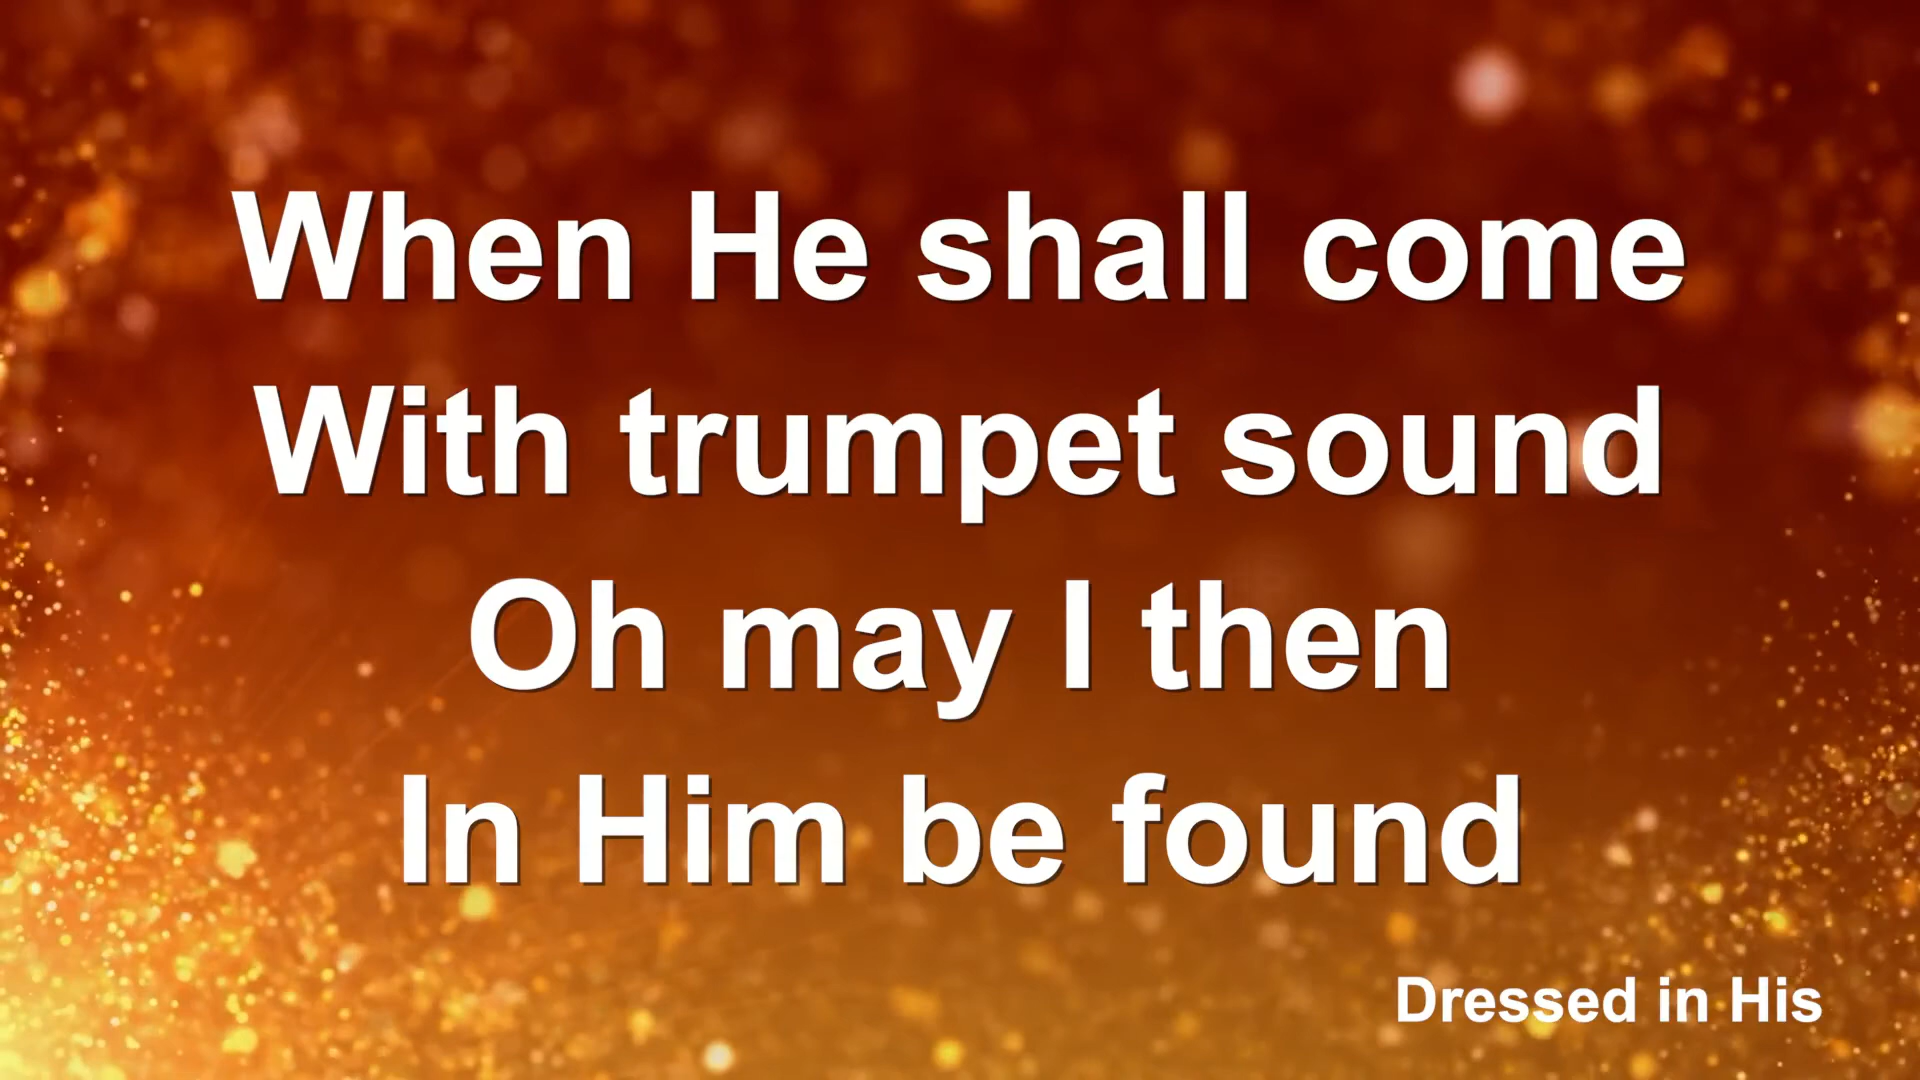 When He shall come
With trumpet sound
Oh may I then
In Him be found
Dressed in His